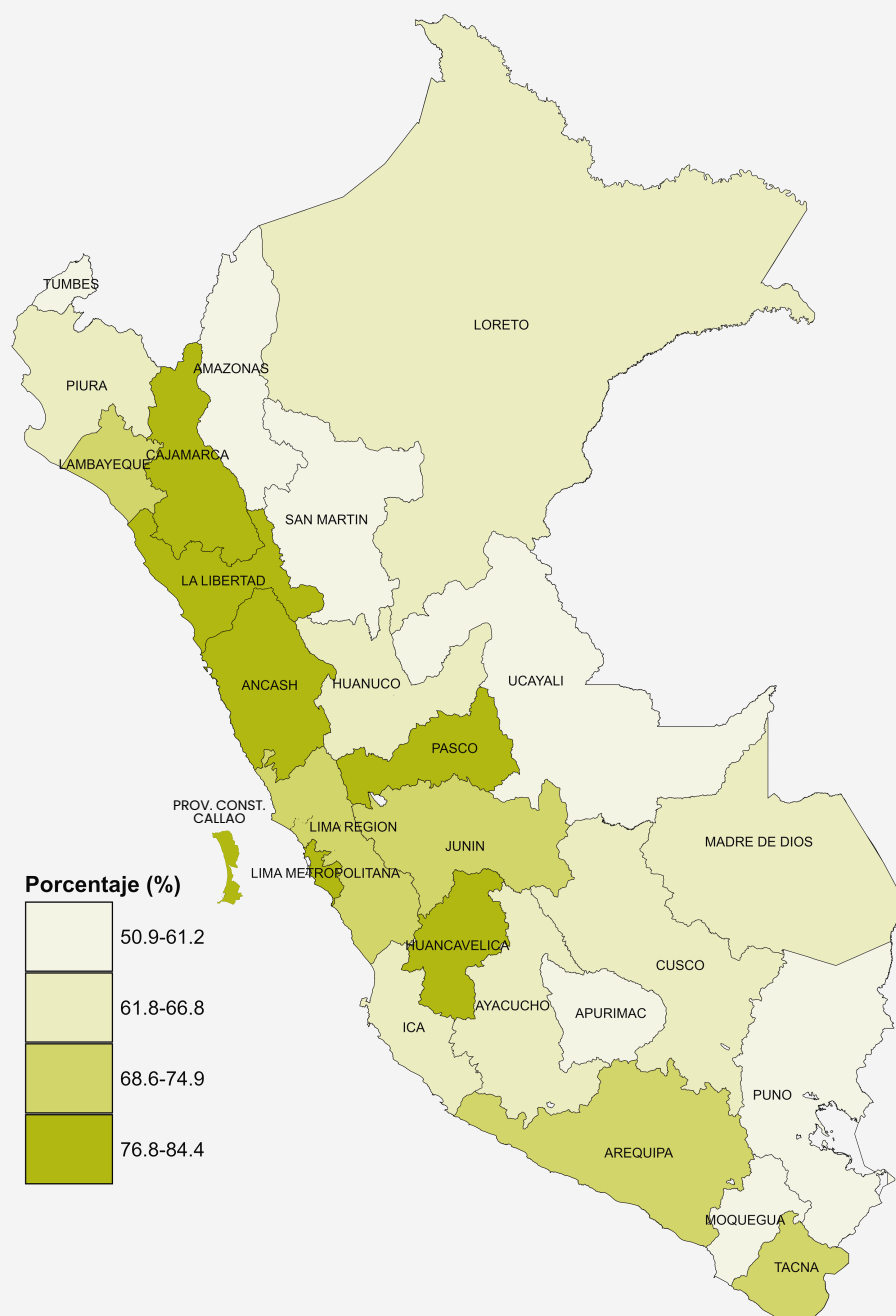 TUMBES
LORETO
AMAZONAS
PIURA
CAJAMARCA
LAMBAYEQUE
SAN MARTIN
LA LIBERTAD
UCAYALI
HUANUCO
ANCASH
PASCO
PROV. CONST.
CALLAO
LIMA REGION
MADRE DE DIOS
JUNIN
LIMA METROPOLITANA
Porcentaje (%)
50.9-61.2
HUANCAVELICA
CUSCO
61.8-66.8
AYACUCHO
APURIMAC
ICA
68.6-74.9
PUNO
76.8-84.4
AREQUIPA
MOQUEGUA
TACNA